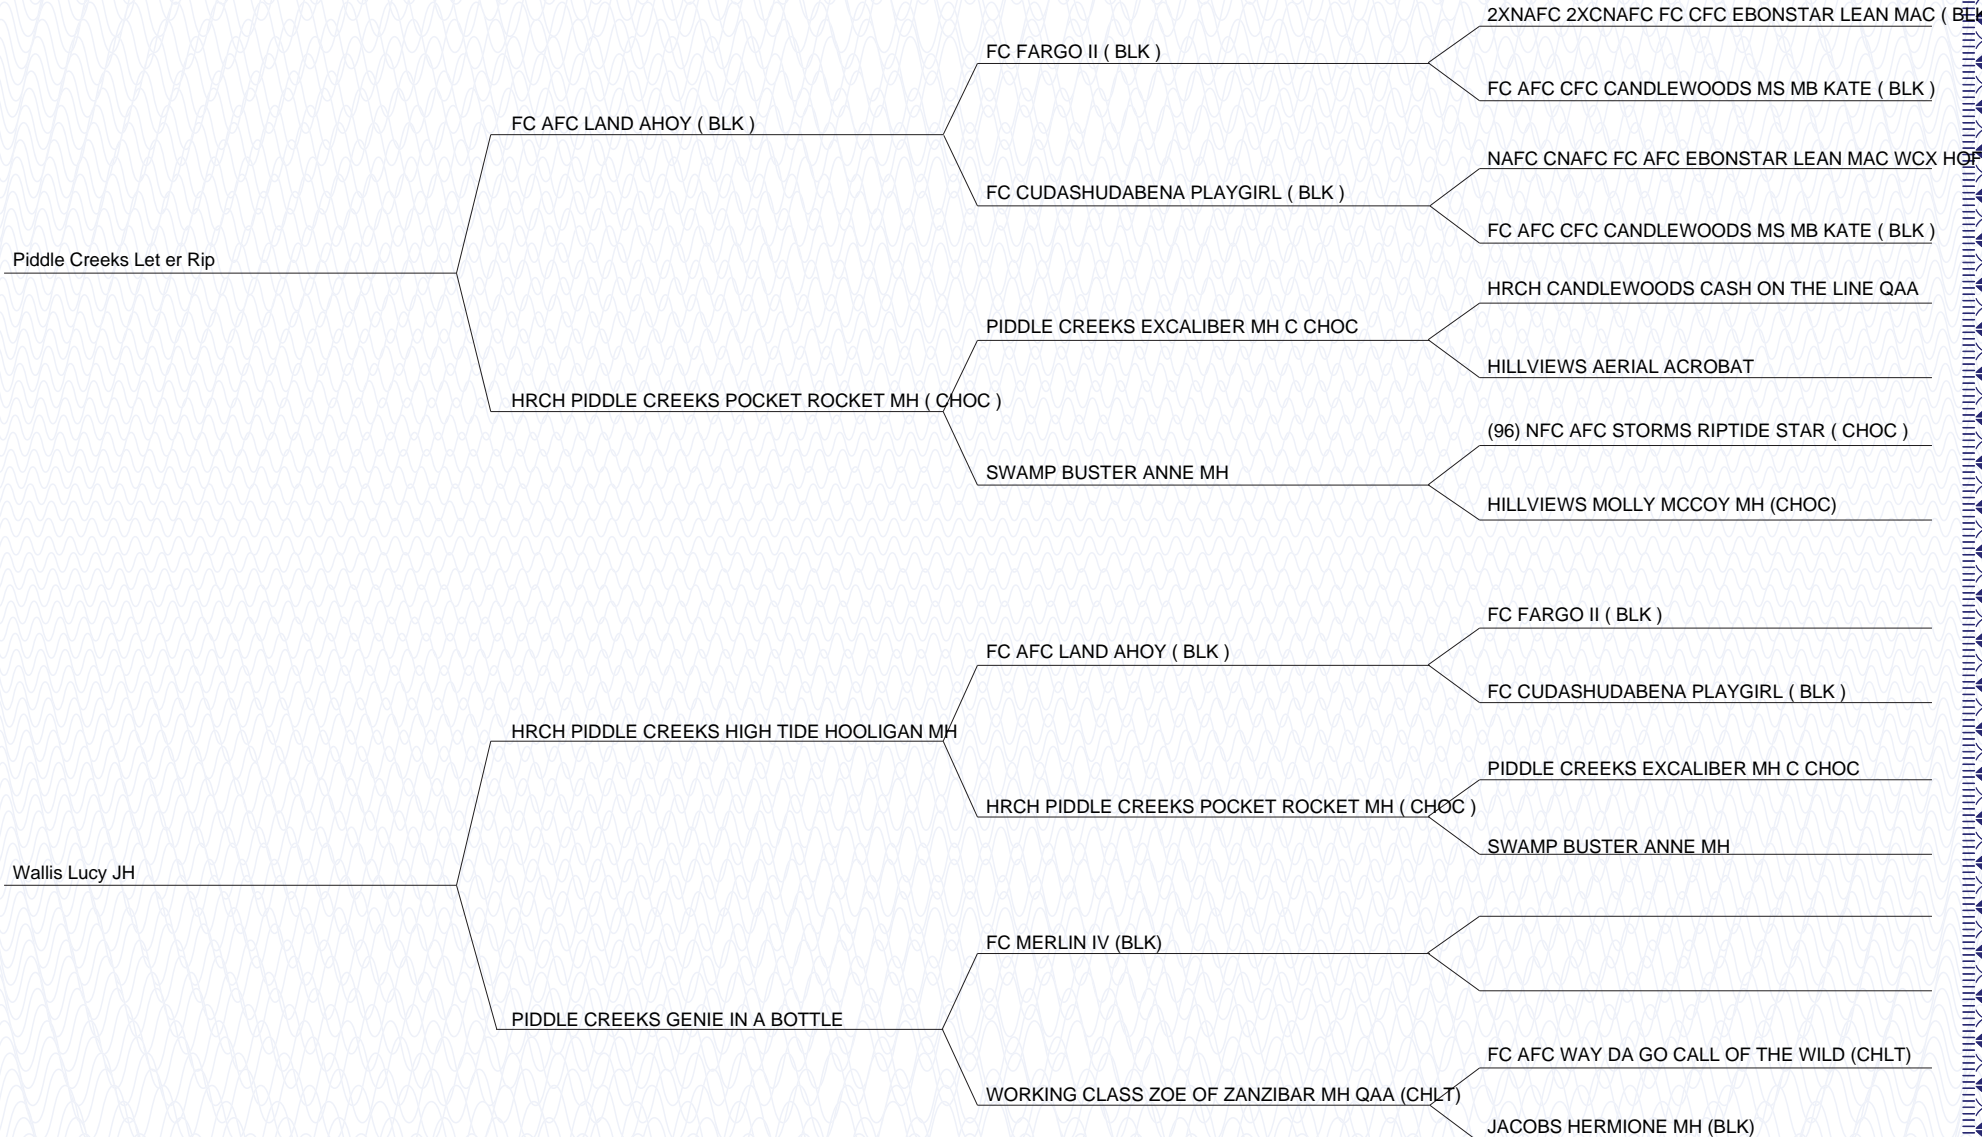 2XNAFC 2XCNAFC FC CFC EBONSTAR LEAN MAC ( BLK
FC FARGO II ( BLK )
FC AFC CFC CANDLEWOODS MS MB KATE ( BLK )
FC AFC LAND AHOY ( BLK )
NAFC CNAFC FC AFC EBONSTAR LEAN MAC WCX HOF
FC CUDASHUDABENA PLAYGIRL ( BLK )
FC AFC CFC CANDLEWOODS MS MB KATE ( BLK )
Piddle Creeks Let er Rip
HRCH CANDLEWOODS CASH ON THE LINE QAA
PIDDLE CREEKS EXCALIBER MH C CHOC
HILLVIEWS AERIAL ACROBAT
HRCH PIDDLE CREEKS POCKET ROCKET MH ( CHOC )
(96) NFC AFC STORMS RIPTIDE STAR ( CHOC )
SWAMP BUSTER ANNE MH
HILLVIEWS MOLLY MCCOY MH (CHOC)
FC FARGO II ( BLK )
FC AFC LAND AHOY ( BLK )
FC CUDASHUDABENA PLAYGIRL ( BLK )
HRCH PIDDLE CREEKS HIGH TIDE HOOLIGAN MH
PIDDLE CREEKS EXCALIBER MH C CHOC
HRCH PIDDLE CREEKS POCKET ROCKET MH ( CHOC )
SWAMP BUSTER ANNE MH
Wallis Lucy JH
FC MERLIN IV (BLK)
PIDDLE CREEKS GENIE IN A BOTTLE
FC AFC WAY DA GO CALL OF THE WILD (CHLT)
WORKING CLASS ZOE OF ZANZIBAR MH QAA (CHLT)
JACOBS HERMIONE MH (BLK)